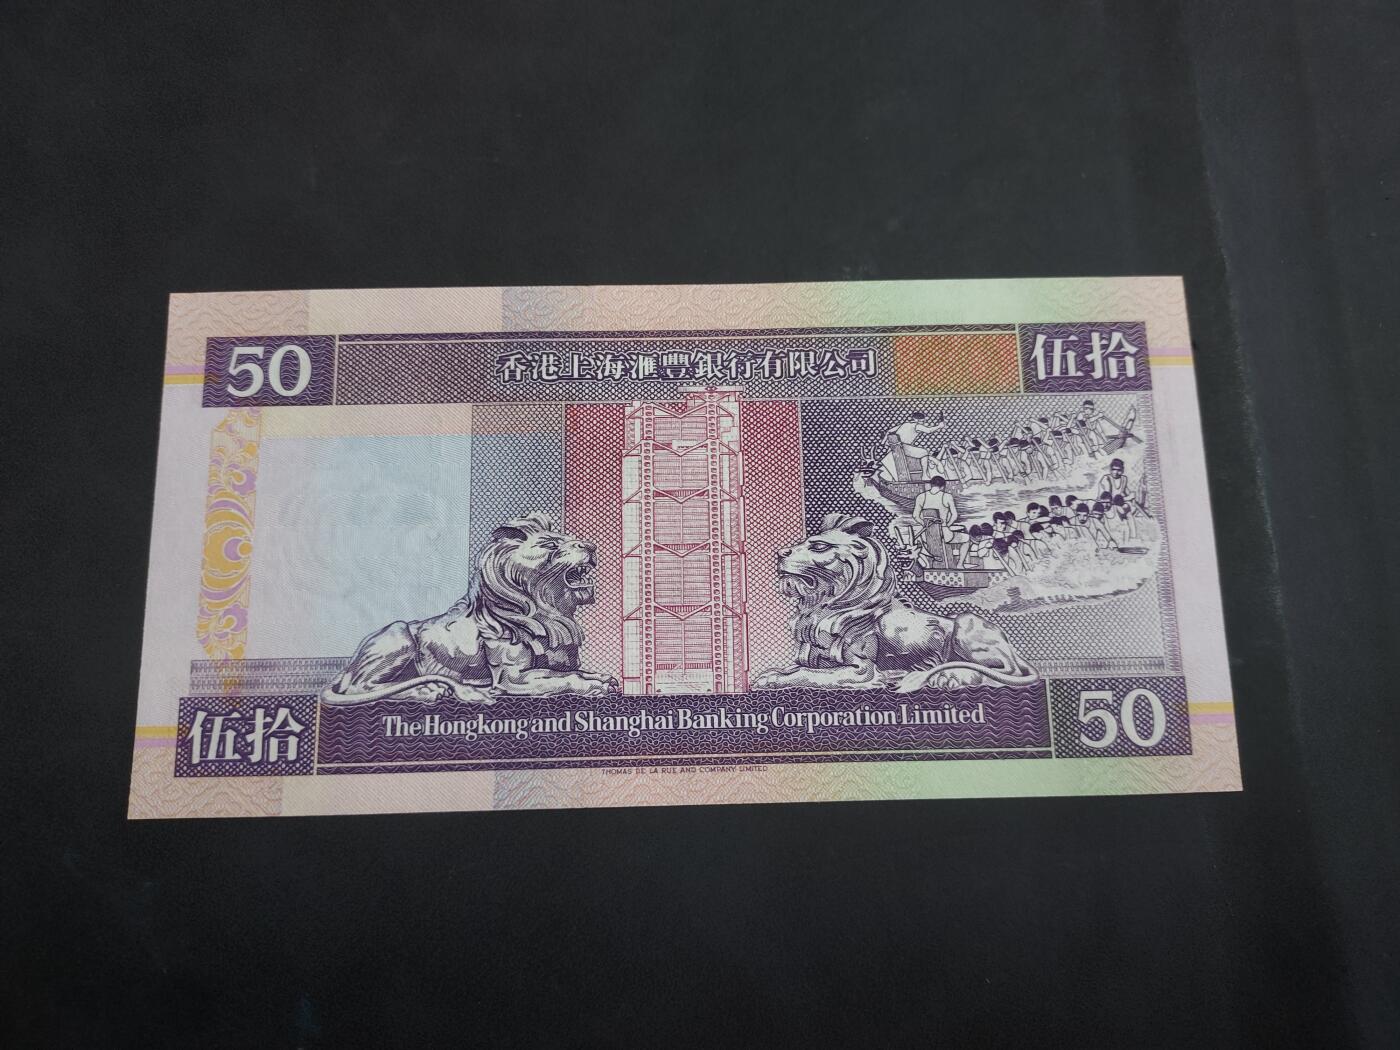 50
香港上海滙豐銀行有限公司
伍拾
伍拾
The Hongkong and Shanghai Banking Corporation Limited
50
THOMAS DE LA RUE AND COMPANY LIMITED